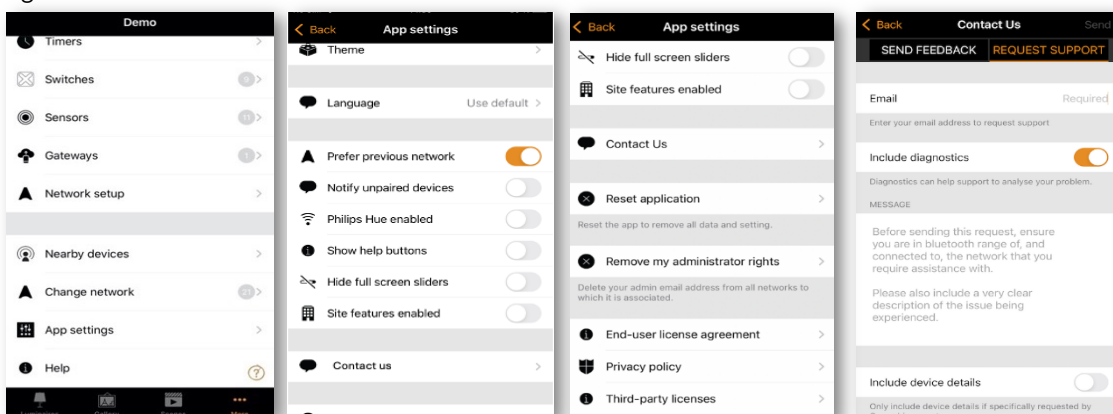 Demo
Timers
Switches 9
Sensors 11
Gateways 1
Network setup
Nearby devices
Change network 21
App settings
Help
More
Back App settings
Theme
Language Use default
Prefer previous network
Notify unpaired devices
Philips Hue enabled
Show help buttons
Hide full screen sliders
Site features enabled
Contact us
Back App settings
Hide full screen sliders
Site features enabled
Contact Us
Reset application
Reset the app to remove all data and setting.
Remove my administrator rights
Delete your admin email address from all networks to
which it is associated.
End-user license agreement
Privacy policy
Third-party licenses
Back Contact Us Send
SEND FEEDBACK REQUEST SUPPORT
Email Required
Enter your email address to request support
Include diagnostics
Diagnostics can help support to analyse your problem.
MESSAGE
Before sending this request, ensure
you are in bluetooth range of, and
connected to, the network that you
require assistance with.
Please also include a very clear
description of the issue being
experienced.
Include device details
Only include device details if specifically requested by